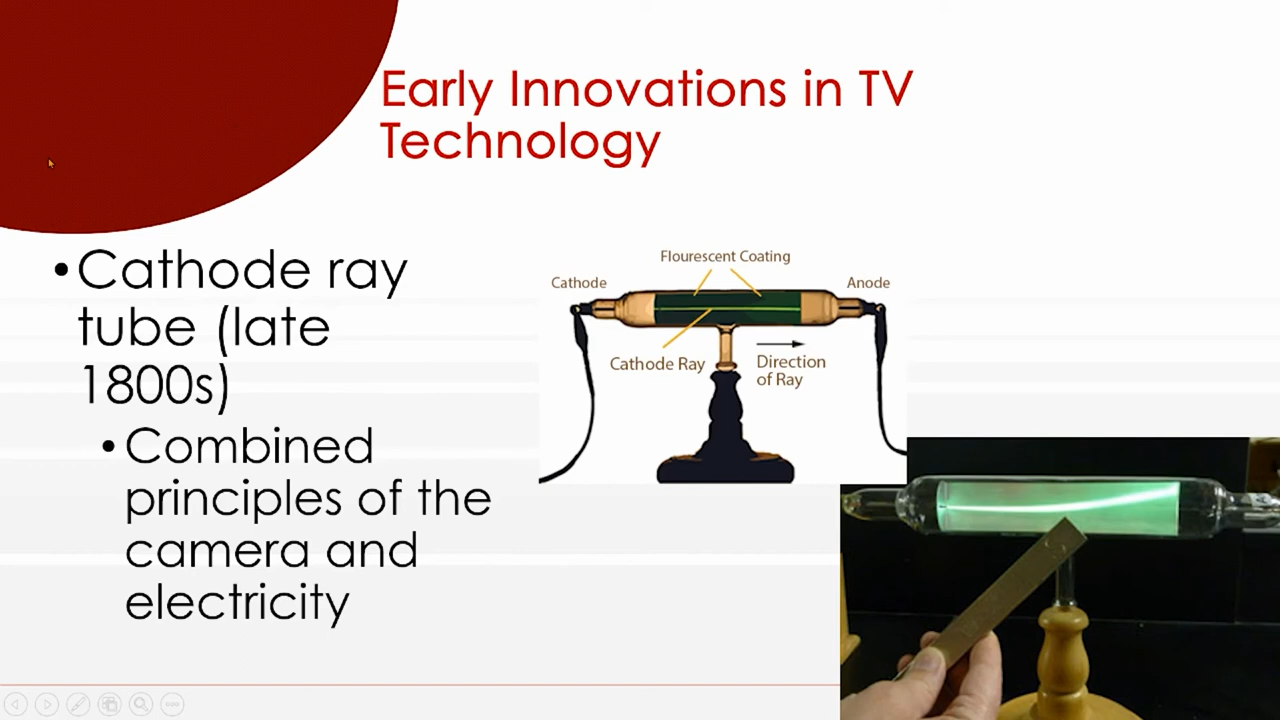 Early Innovations in TV
Technology
•Cathode ray
tube (late
1800s)
•Combined
principles of the
camera and
electricity
Flourescent Coating
Cathode
Anode
Cathode Ray
Direction
of Ray